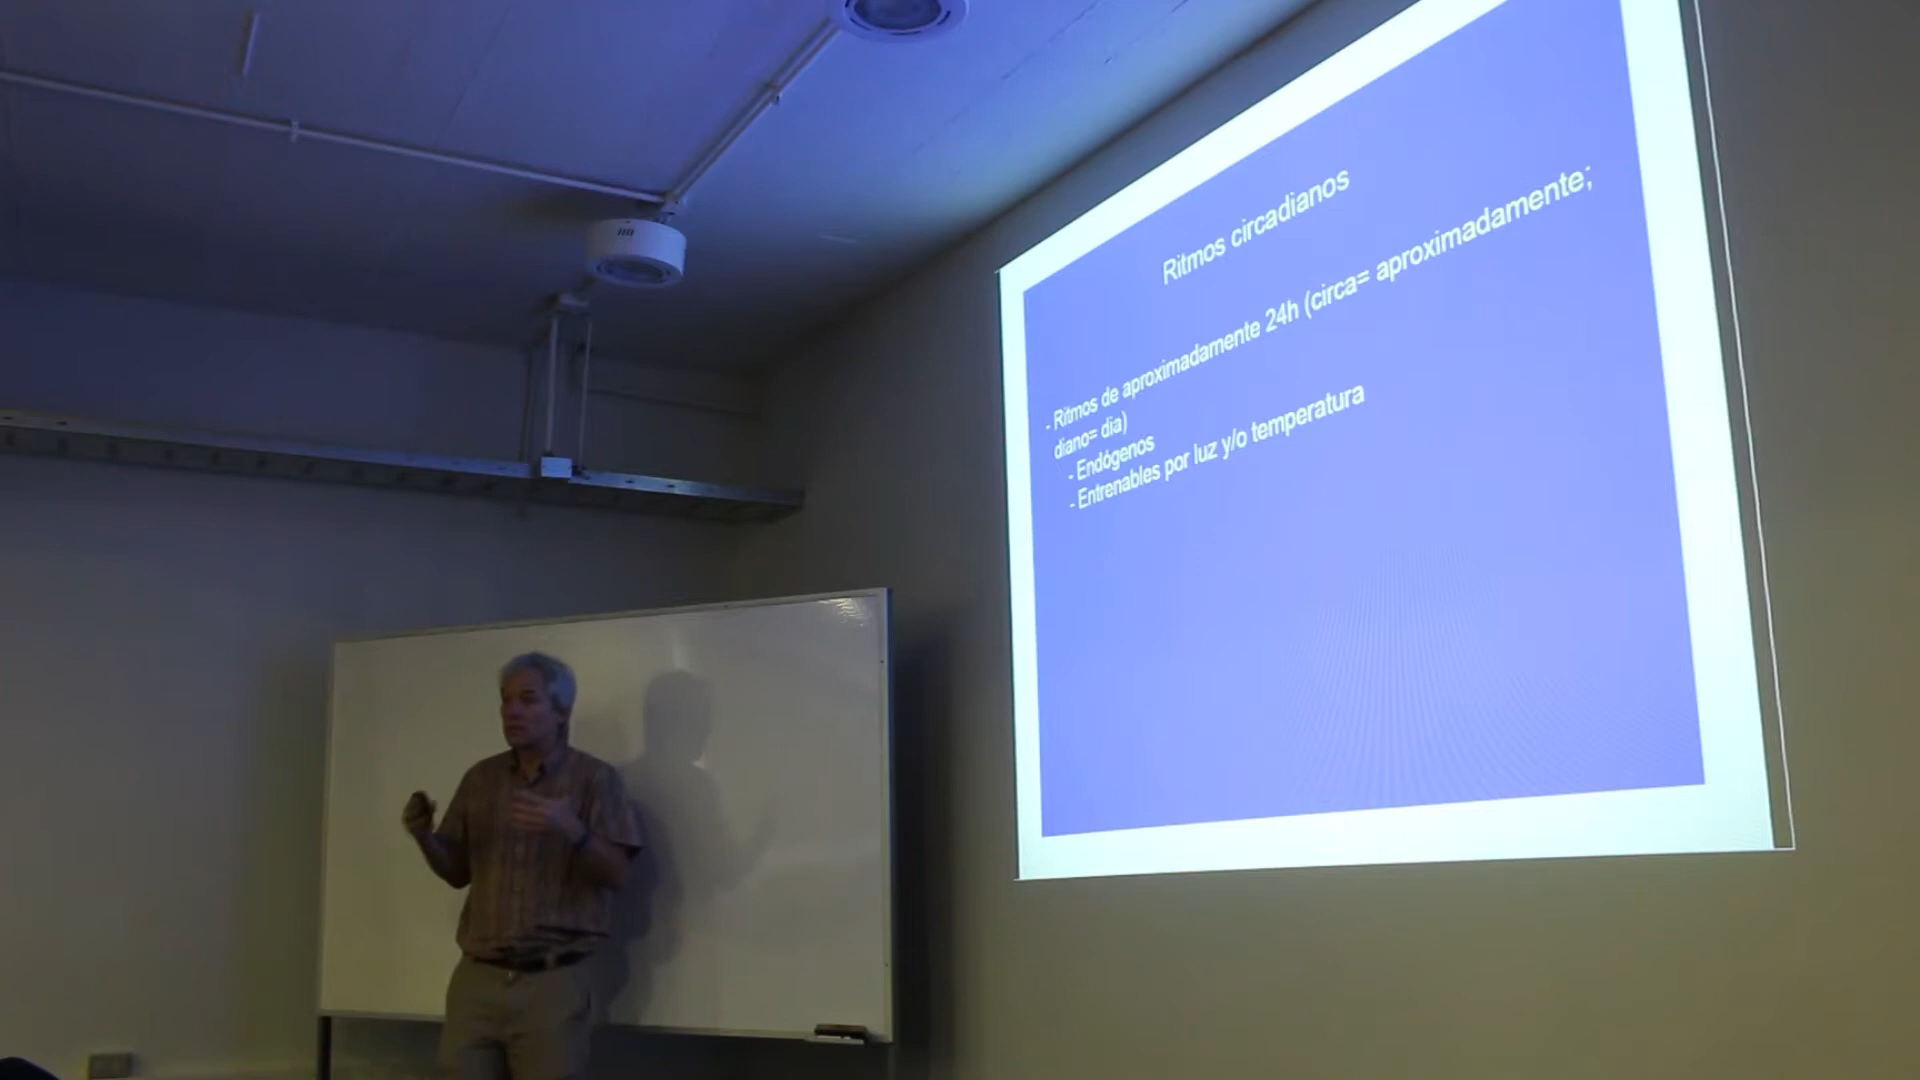 Ritmos circadianos
- Ritmos de aproximadamente 24h (circa= aproximadamente;
diano= dia)
- Endógenos
- Entrenables por luz y/o temperatura